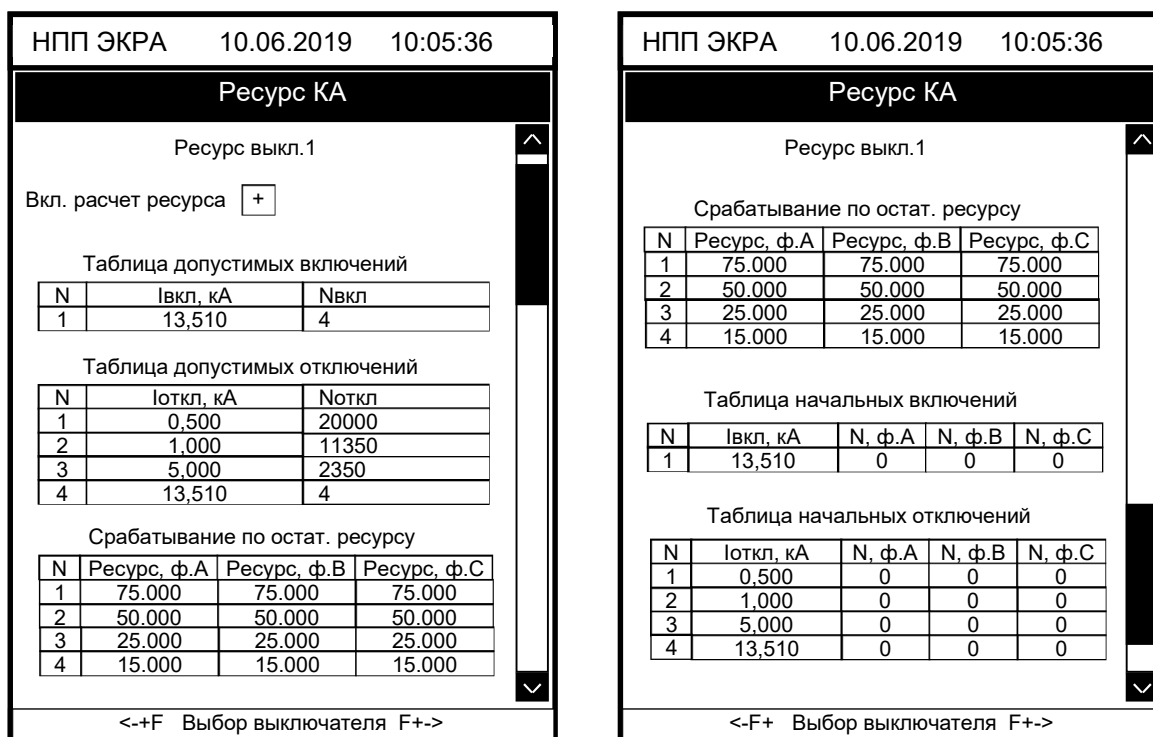 НПП ЭКРА 10.06.2019 10:05:36
Ресурс КА
Ресурс выкл.1
Вкл. расчет ресурса +
Таблица допустимых включений
N Iвкл, кА Nвкл
1 13,510 4
Таблица допустимых отключений
N Iоткл, кА Nоткл
1 0,500 20000
2 1,000 11350
3 5,000 2350
4 13,510 4
Срабатывание по остат. ресурсу
N Ресурс, ф.А Ресурс, ф.В Ресурс, ф.С
1 75.000 75.000 75.000
2 50.000 50.000 50.000
3 25.000 25.000 25.000
4 15.000 15.000 15.000
<-+F Выбор выключателя F+->
НПП ЭКРА 10.06.2019 10:05:36
Ресурс КА
Ресурс выкл.1
Срабатывание по остат. ресурсу
N Ресурс, ф.А Ресурс, ф.В Ресурс, ф.С
1 75.000 75.000 75.000
2 50.000 50.000 50.000
3 25.000 25.000 25.000
4 15.000 15.000 15.000
Таблица начальных включений
N Iвкл, кА N, ф.А N, ф.В N, ф.С
1 13,510 0 0 0
Таблица начальных отключений
N Iоткл, кА N, ф.А N, ф.В N, ф.С
1 0,500 0 0 0
2 1,000 0 0 0
3 5,000 0 0 0
4 13,510 0 0 0
<-F+ Выбор выключателя F+->